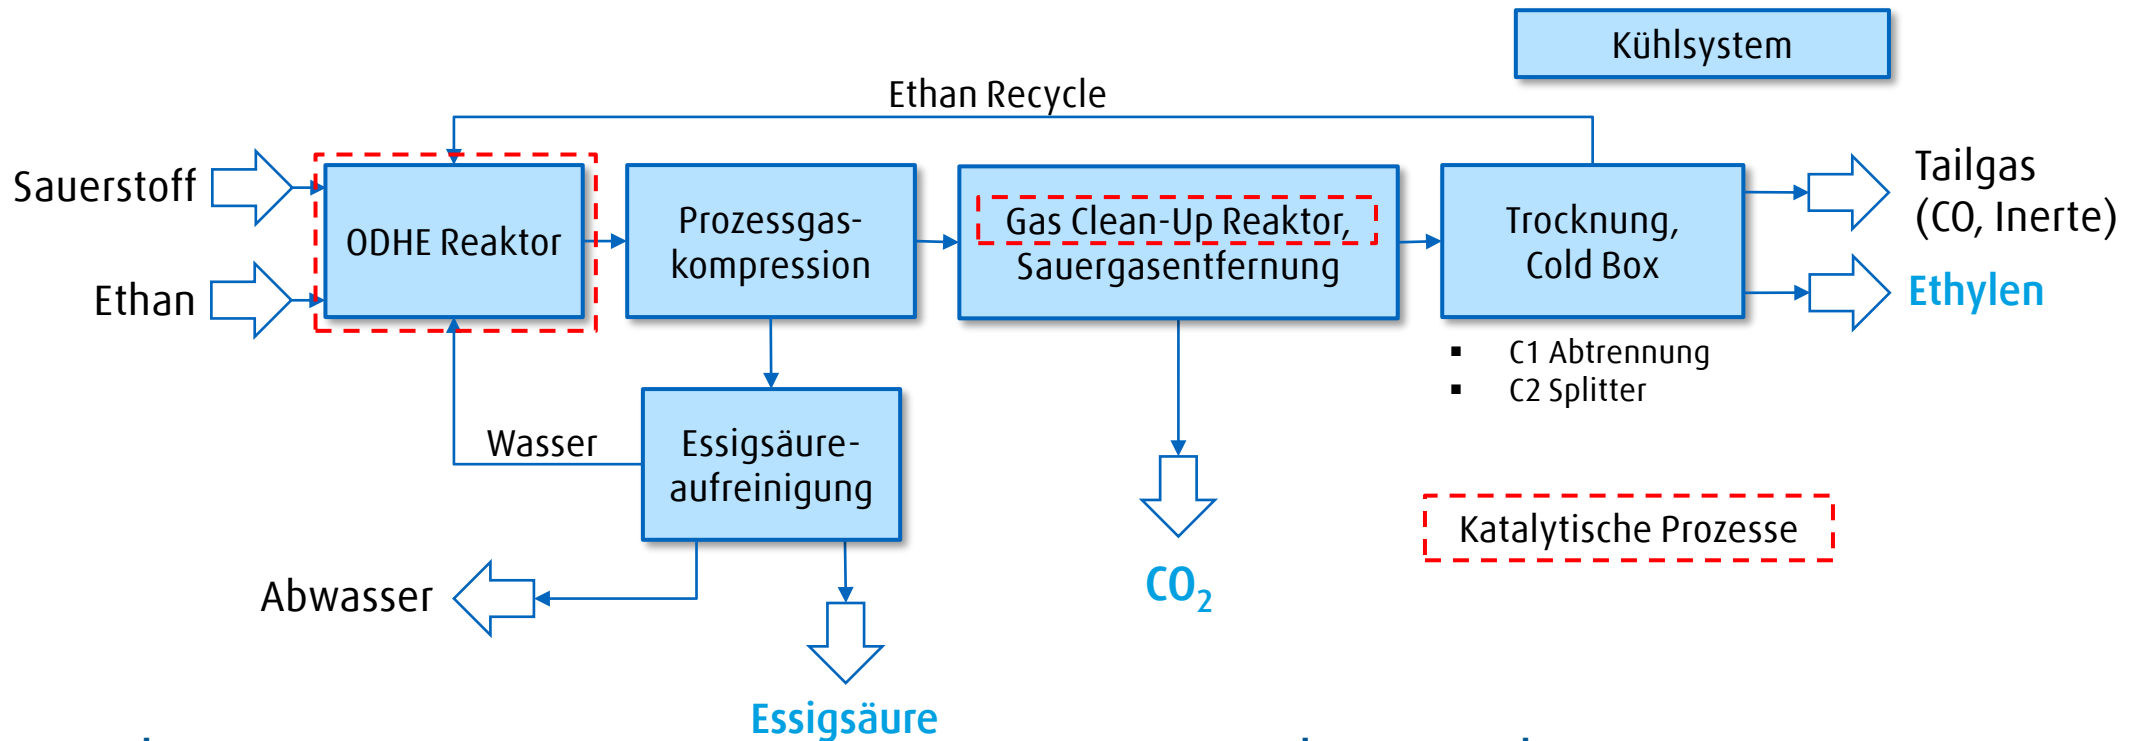 Kühlsystem
Ethan Recycle
Sauerstoff
Ethan
ODHE Reaktor
Prozessgas-
kompression
Gas Clean-Up Reaktor,
Sauergasentfernung
Trocknung,
Cold Box
Tailgas
(CO, Inerte)
Ethylen
▪ C1 Abtrennung
▪ C2 Splitter
Wasser
Essigsäure-
aufreinigung
Katalytische Prozesse
Abwasser
CO₂
Essigsäure